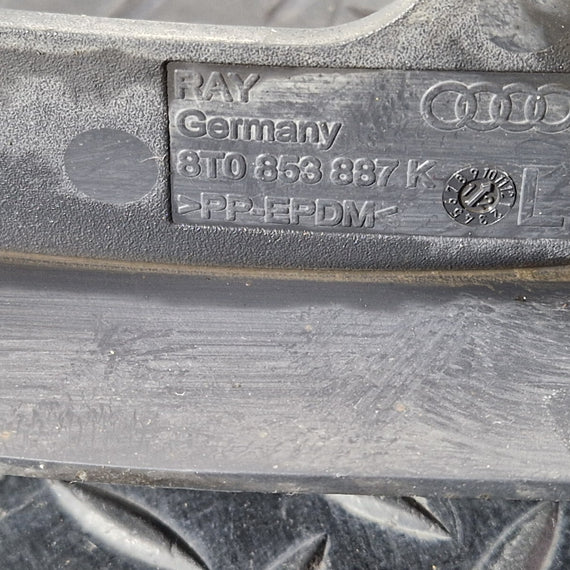 RAY
Germany
8T0 853 887 K
>PP-EPDM<